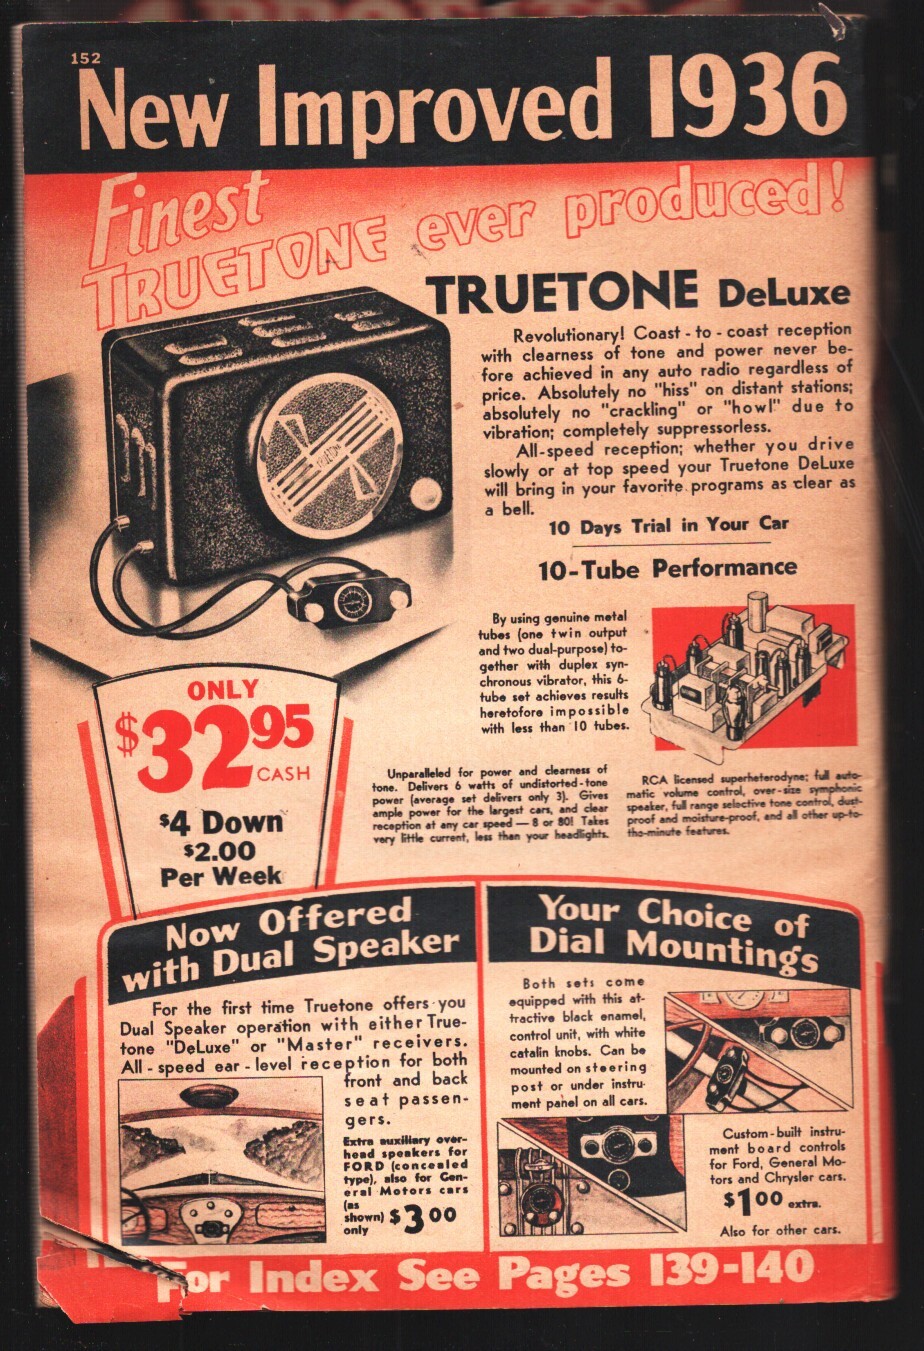 152
New Improved 1936
Finest
TRUETONE ever produced!
TRUETONE DeLuxe
Revolutionary! Coast - to - coast reception
with clearness of tone and power never be-
fore achieved in any auto radio regardless of
price. Absolutely no "hiss" on distant stations;
absolutely no "crackling" or "howl" due to
vibration; completely suppressorless.
All-speed reception; whether you drive
slowly or at top speed your Truetone DeLuxe
will bring in your favorite programs as clear as
a bell.
10 Days Trial in Your Car
10-Tube Performance
By using genuine metal
tubes (one twin output
and two dual-purpose) to-
gether with duplex syn-
chronous vibrator, this 6-
tube set achieves results
heretofore impossible
with less than 10 tubes.
TRUETONE
ONLY
$32.95
CASH
$4 Down
$2.00
Per Week
Unparalleled for power and clearness of
tone. Delivers 6 watts of undistorted-tone
power (average set delivers only 3). Gives
ample power for the largest cars, and clear
reception at any car speed — 8 or 80! Takes
very little current, less than your headlights.
RCA licensed superheterodyne; full auto-
matic volume control, over-size symphonic
speaker, full range selective tone control, dust-
proof and moisture-proof, and all other up-to-
the-minute features.
Now Offered
with Dual Speaker
For the first time Truetone offers you
Dual Speaker operation with either True-
tone "DeLuxe" or "Master" receivers.
All - speed ear - level reception for both
front and back
seat passen-
gers.
Extra auxiliary over-
head speakers for
FORD (concealed
type), also for Gen-
eral Motors cars
(as
shown)
only $3.00
Your Choice of
Dial Mountings
Both sets come
equipped with this at-
tractive black enamel,
control unit, with white
catalin knobs. Can be
mounted on steering
post or under instru-
ment panel on all cars.
Custom-built instru-
ment board controls
for Ford, General Mo-
tors and Chrysler cars.
$1.00 extra.
Also for other cars.
For Index See Pages 139-140